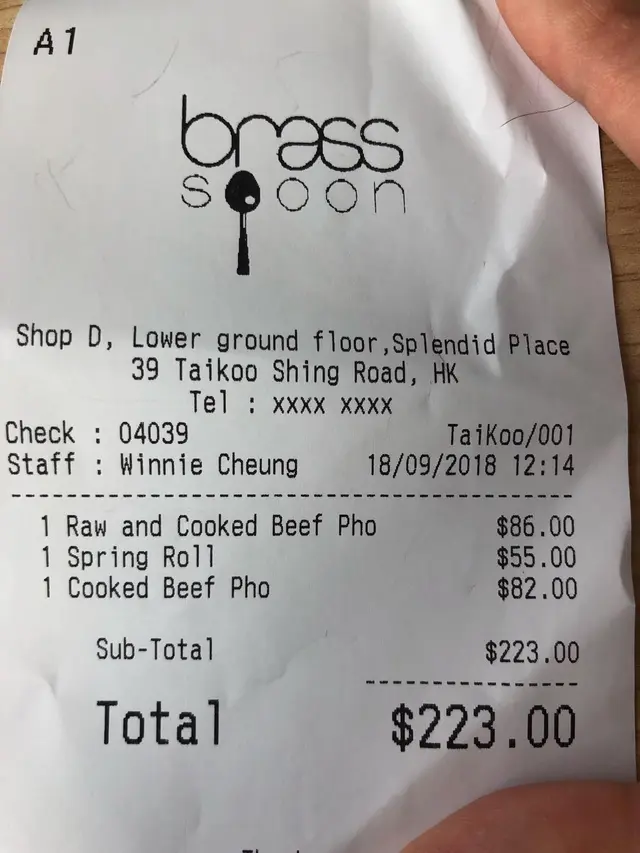 A1
brass
spoon
Shop D, Lower ground floor,Splendid Place
39 Taikoo Shing Road, HK
Tel : xxxx xxxx
Check : 04039 TaiKoo/001
Staff : Winnie Cheung 18/09/2018 12:14
1 Raw and Cooked Beef Pho $86.00
1 Spring Roll $55.00
1 Cooked Beef Pho $82.00
Sub-Total $223.00
Total $223.00